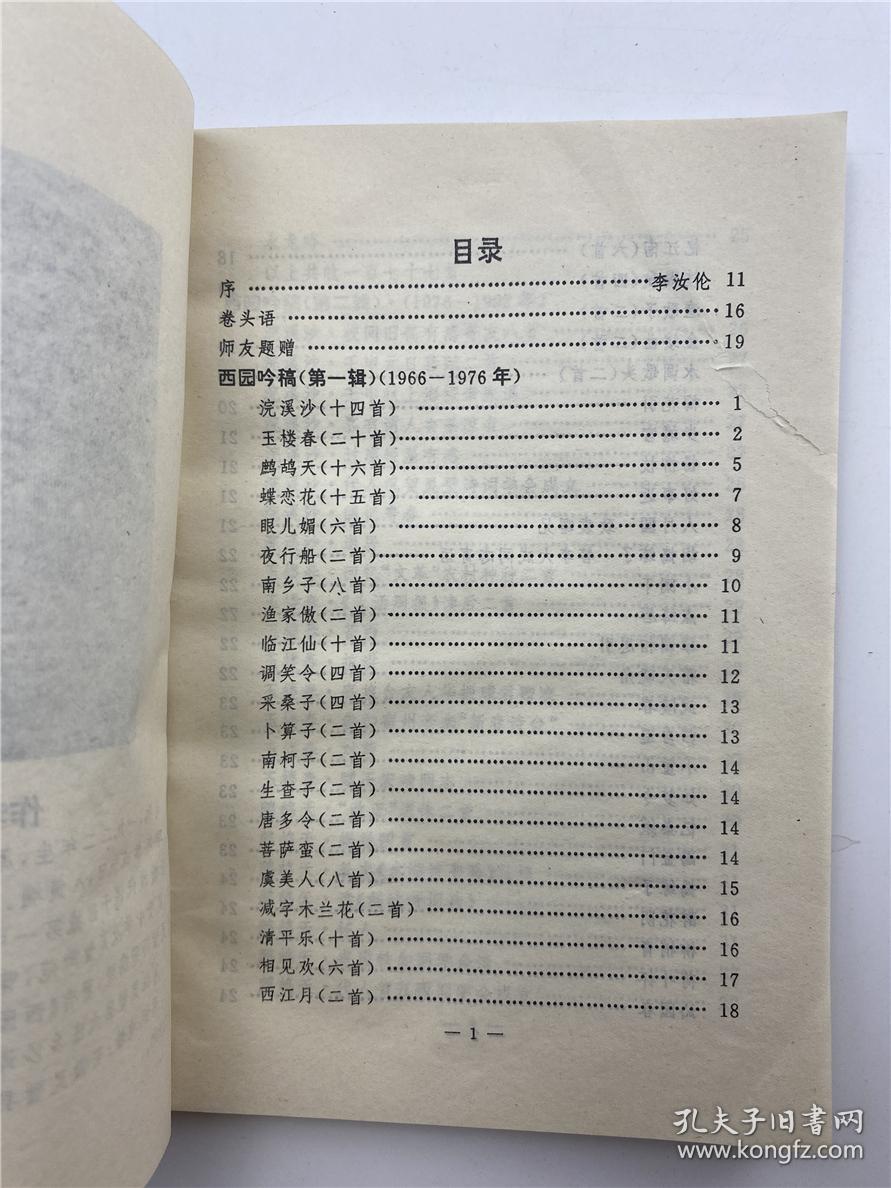 目录
序 …………………………………………… 李汝伦 11
卷头语 …………………………………………… 16
师友题赠 …………………………………………… 19
西园吟稿(第一辑)(1966－1976年)
浣溪沙(十四首) …………………………………… 1
玉楼春(二十首) …………………………………… 2
鹧鸪天(十六首) …………………………………… 5
蝶恋花(十五首) …………………………………… 7
眼儿媚(六首) …………………………………… 8
夜行船(二首) …………………………………… 9
南乡子(八首) …………………………………… 10
渔家傲(二首) …………………………………… 11
临江仙(十首) …………………………………… 11
调笑令(四首) …………………………………… 12
采桑子(四首) …………………………………… 13
卜算子(二首) …………………………………… 13
南柯子(二首) …………………………………… 14
生查子(二首) …………………………………… 14
唐多令(二首) …………………………………… 14
菩萨蛮(二首) …………………………………… 14
虞美人(八首) …………………………………… 15
减字木兰花(二首) ………………………………… 16
清平乐(十首) …………………………………… 16
相见欢(六首) …………………………………… 17
西江月(二首) …………………………………… 18
— 1 —
孔夫子旧书网
www.kongfz.com